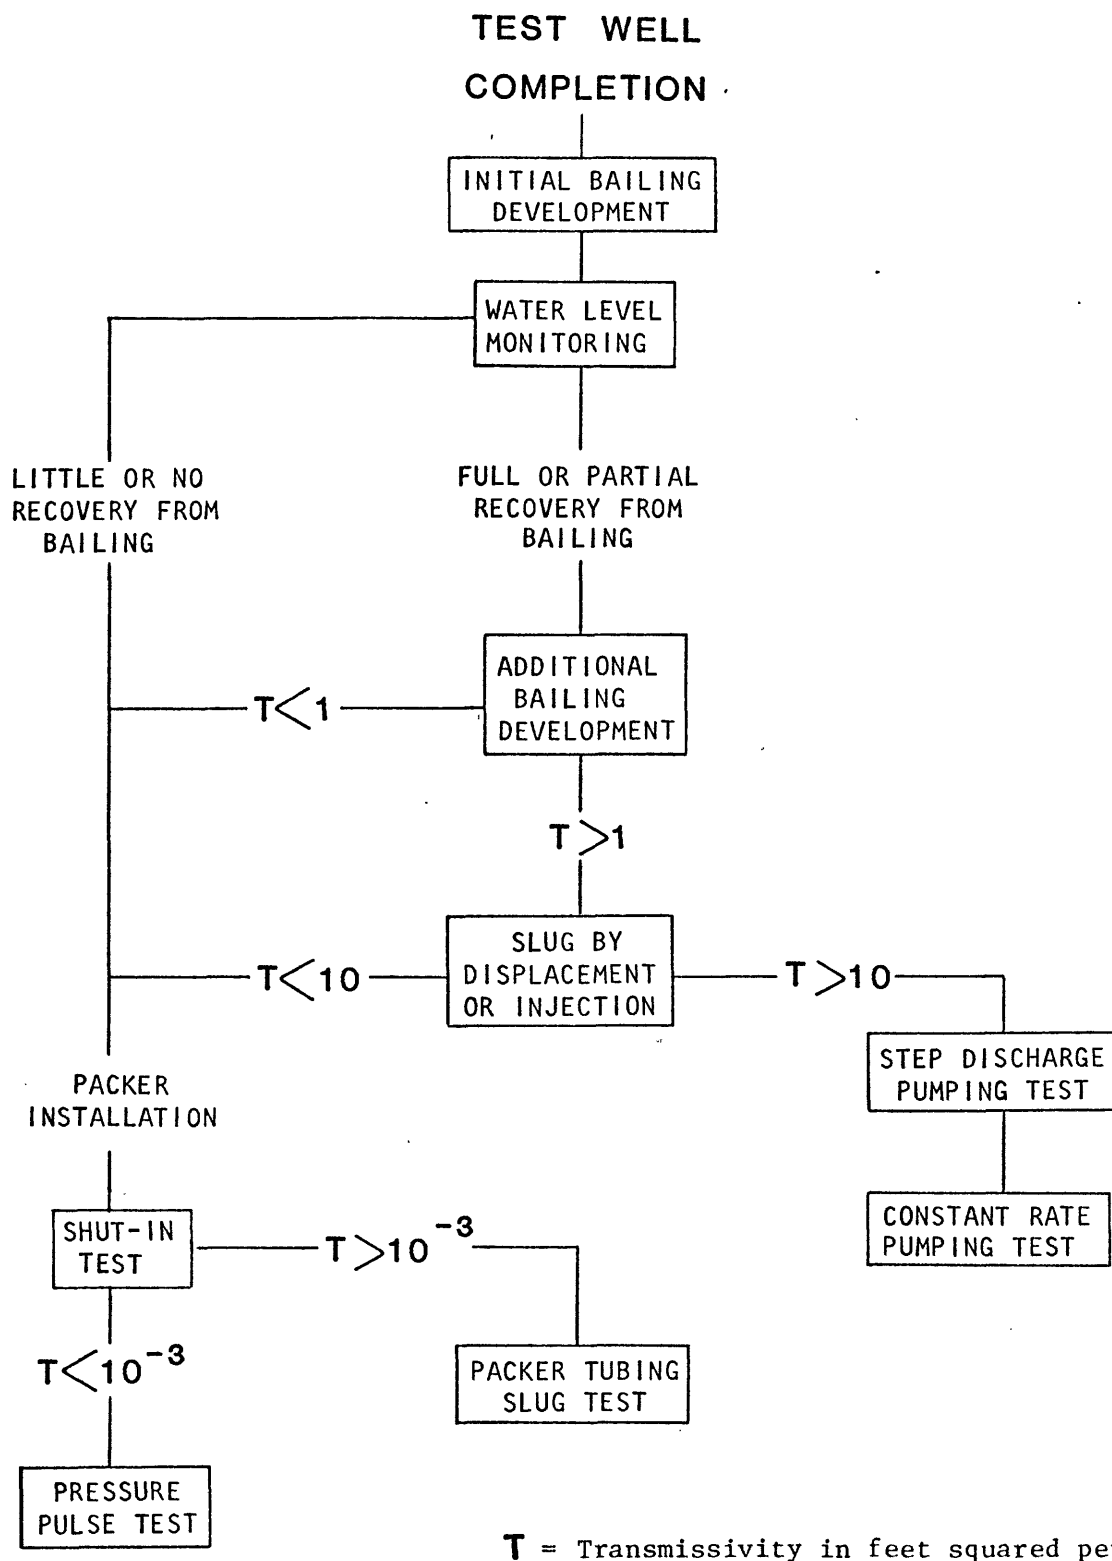 TEST WELL
COMPLETION
INITIAL BAILING
DEVELOPMENT
WATER LEVEL
MONITORING
LITTLE OR NO
RECOVERY FROM
BAILING
FULL OR PARTIAL
RECOVERY FROM
BAILING
ADDITIONAL
BAILING
DEVELOPMENT
T<1
T>1
SLUG BY
DISPLACEMENT
OR INJECTION
T<10
T>10
STEP DISCHARGE
PUMPING TEST
PACKER
INSTALLATION
CONSTANT RATE
PUMPING TEST
SHUT-IN
TEST
T>10⁻³
T<10⁻³
PACKER TUBING
SLUG TEST
PRESSURE
PULSE TEST
T = Transmissivity in feet squared per